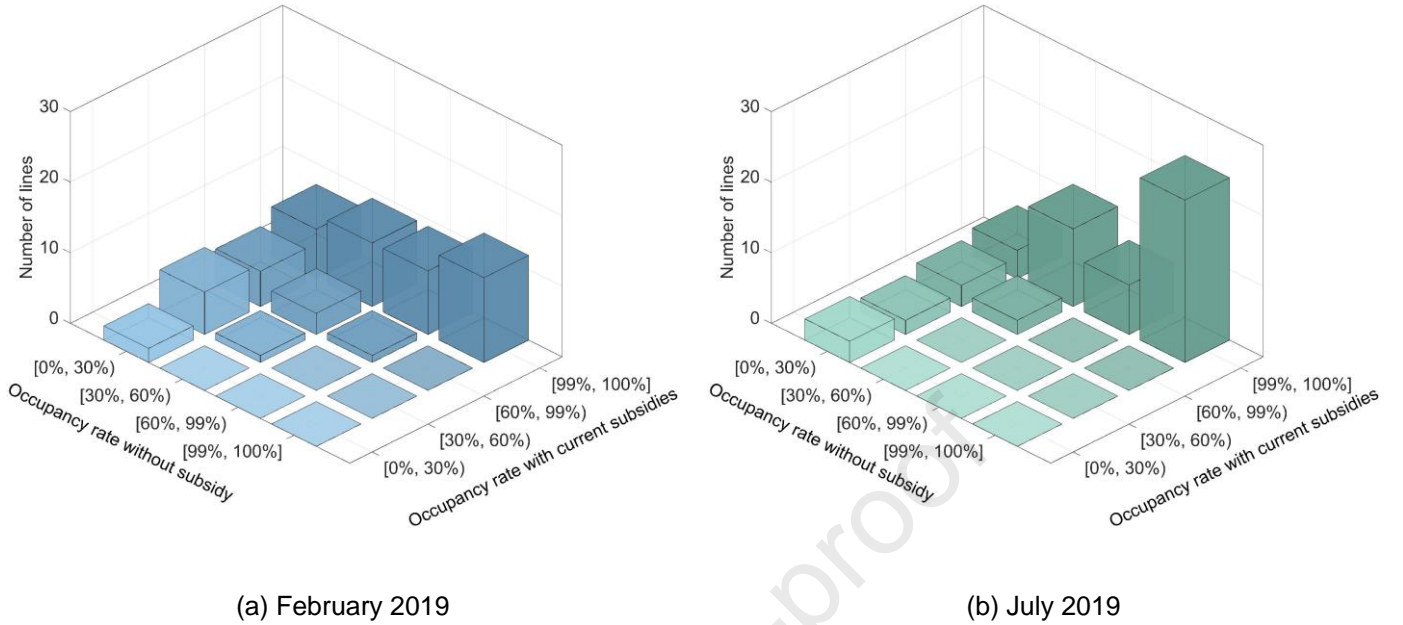 30
20
10
0
Number of lines
[0%, 30%)
[30%, 60%)
[60%, 99%)
[99%, 100%]
Occupancy rate without subsidy
[99%, 100%]
[60%, 99%)
[30%, 60%)
[0%, 30%)
Occupancy rate with current subsidies
(a) February 2019
30
20
10
0
Number of lines
[0%, 30%)
[30%, 60%)
[60%, 99%)
[99%, 100%]
Occupancy rate without subsidy
[99%, 100%]
[60%, 99%)
[30%, 60%)
[0%, 30%)
Occupancy rate with current subsidies
(b) July 2019
-proof